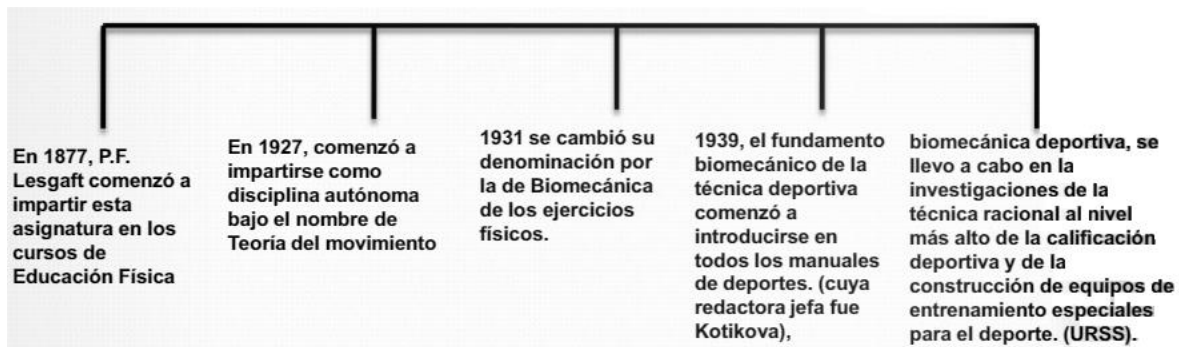 En 1877, P.F.
Lesgaft comenzó a
impartir esta
asignatura en los
cursos de
Educación Física
En 1927, comenzó a
impartirse como
disciplina autónoma
bajo el nombre de
Teoría del movimiento
1931 se cambió su
denominación por
la de Biomecánica
de los ejercicios
físicos.
1939, el fundamento
biomecánico de la
técnica deportiva
comenzó a
introducirse en
todos los manuales
de deportes. (cuya
redactora jefa fue
Kotikova),
biomecánica deportiva, se
llevo a cabo en la
investigaciones de la
técnica racional al nivel
más alto de la calificación
deportiva y de la
construcción de equipos de
entrenamiento especiales
para el deporte. (URSS).